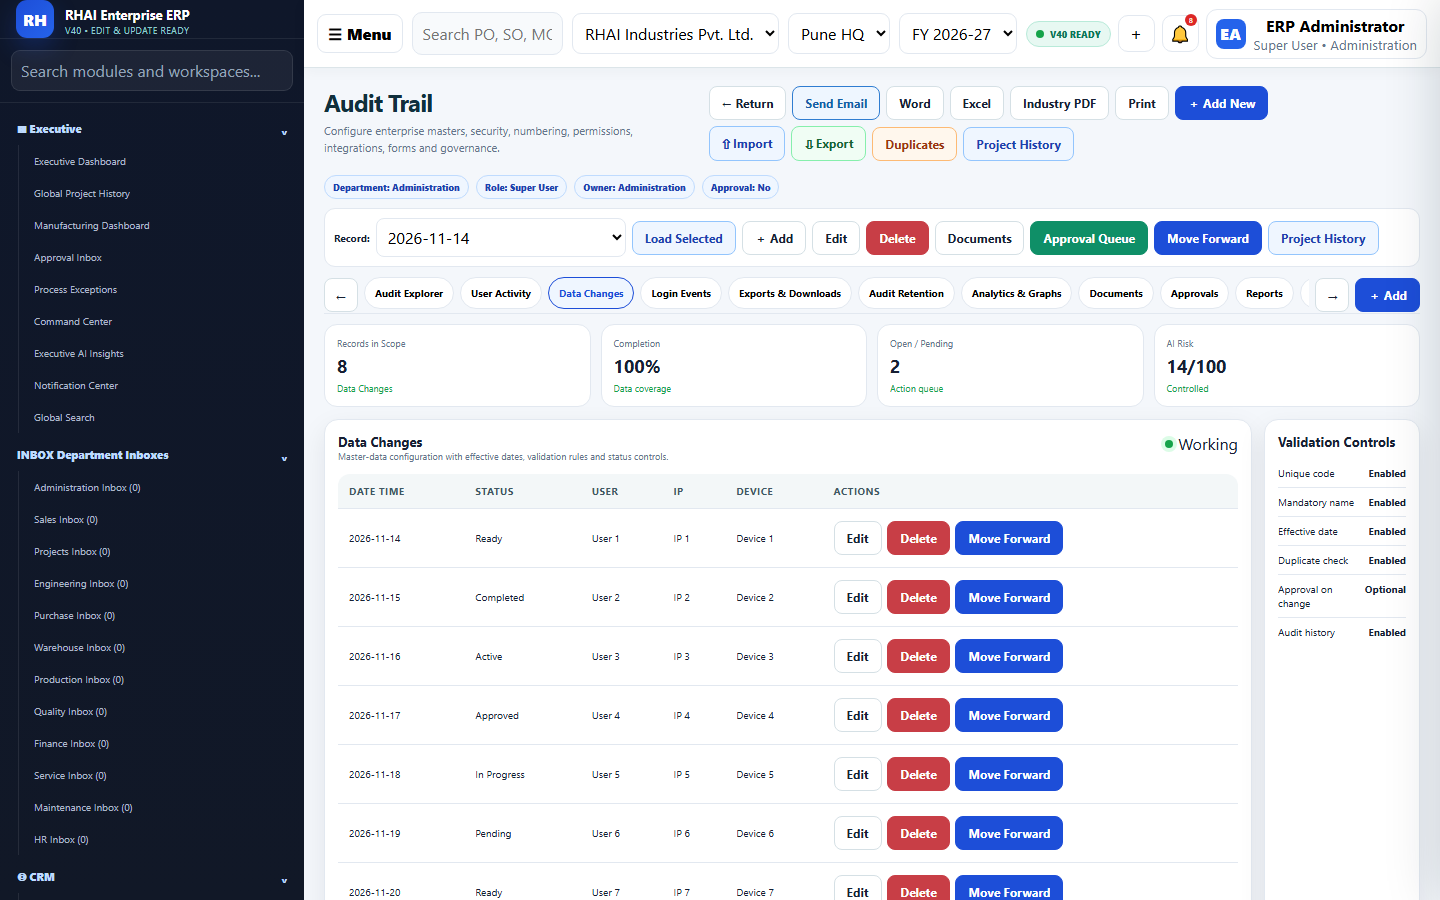 RH
RHAI Enterprise ERP
V40 • EDIT & UPDATE READY
Search modules and workspaces...
Executive
Executive Dashboard
Global Project History
Manufacturing Dashboard
Approval Inbox
Process Exceptions
Command Center
Executive AI Insights
Notification Center
Global Search
INBOX Department Inboxes
Administration Inbox (0)
Sales Inbox (0)
Projects Inbox (0)
Engineering Inbox (0)
Purchase Inbox (0)
Warehouse Inbox (0)
Production Inbox (0)
Quality Inbox (0)
Finance Inbox (0)
Service Inbox (0)
Maintenance Inbox (0)
HR Inbox (0)
CRM
☰ Menu
Search PO, SO, MC
RHAI Industries Pvt. Ltd.
Pune HQ
FY 2026-27
V40 READY
+
8
EA
ERP Administrator
Super User • Administration
Audit Trail
Configure enterprise masters, security, numbering, permissions,
integrations, forms and governance.
← Return
Send Email
Word
Excel
Industry PDF
Print
+ Add New
⇧ Import
⇩ Export
Duplicates
Project History
Department: Administration
Role: Super User
Owner: Administration
Approval: No
Record:
2026-11-14
Load Selected
+ Add
Edit
Delete
Documents
Approval Queue
Move Forward
Project History
←
Audit Explorer
User Activity
Data Changes
Login Events
Exports & Downloads
Audit Retention
Analytics & Graphs
Documents
Approvals
Reports
→
+ Add
Records in Scope
8
Data Changes
Completion
100%
Data coverage
Open / Pending
2
Action queue
AI Risk
14/100
Controlled
Data Changes
Master-data configuration with effective dates, validation rules and status controls.
Working
DATE TIME STATUS USER IP DEVICE ACTIONS
2026-11-14 Ready User 1 IP 1 Device 1 Edit Delete Move Forward
2026-11-15 Completed User 2 IP 2 Device 2 Edit Delete Move Forward
2026-11-16 Active User 3 IP 3 Device 3 Edit Delete Move Forward
2026-11-17 Approved User 4 IP 4 Device 4 Edit Delete Move Forward
2026-11-18 In Progress User 5 IP 5 Device 5 Edit Delete Move Forward
2026-11-19 Pending User 6 IP 6 Device 6 Edit Delete Move Forward
2026-11-20 Ready User 7 IP 7 Device 7 Edit Delete Move Forward
Validation Controls
Unique code Enabled
Mandatory name Enabled
Effective date Enabled
Duplicate check Enabled
Approval on change Optional
Audit history Enabled